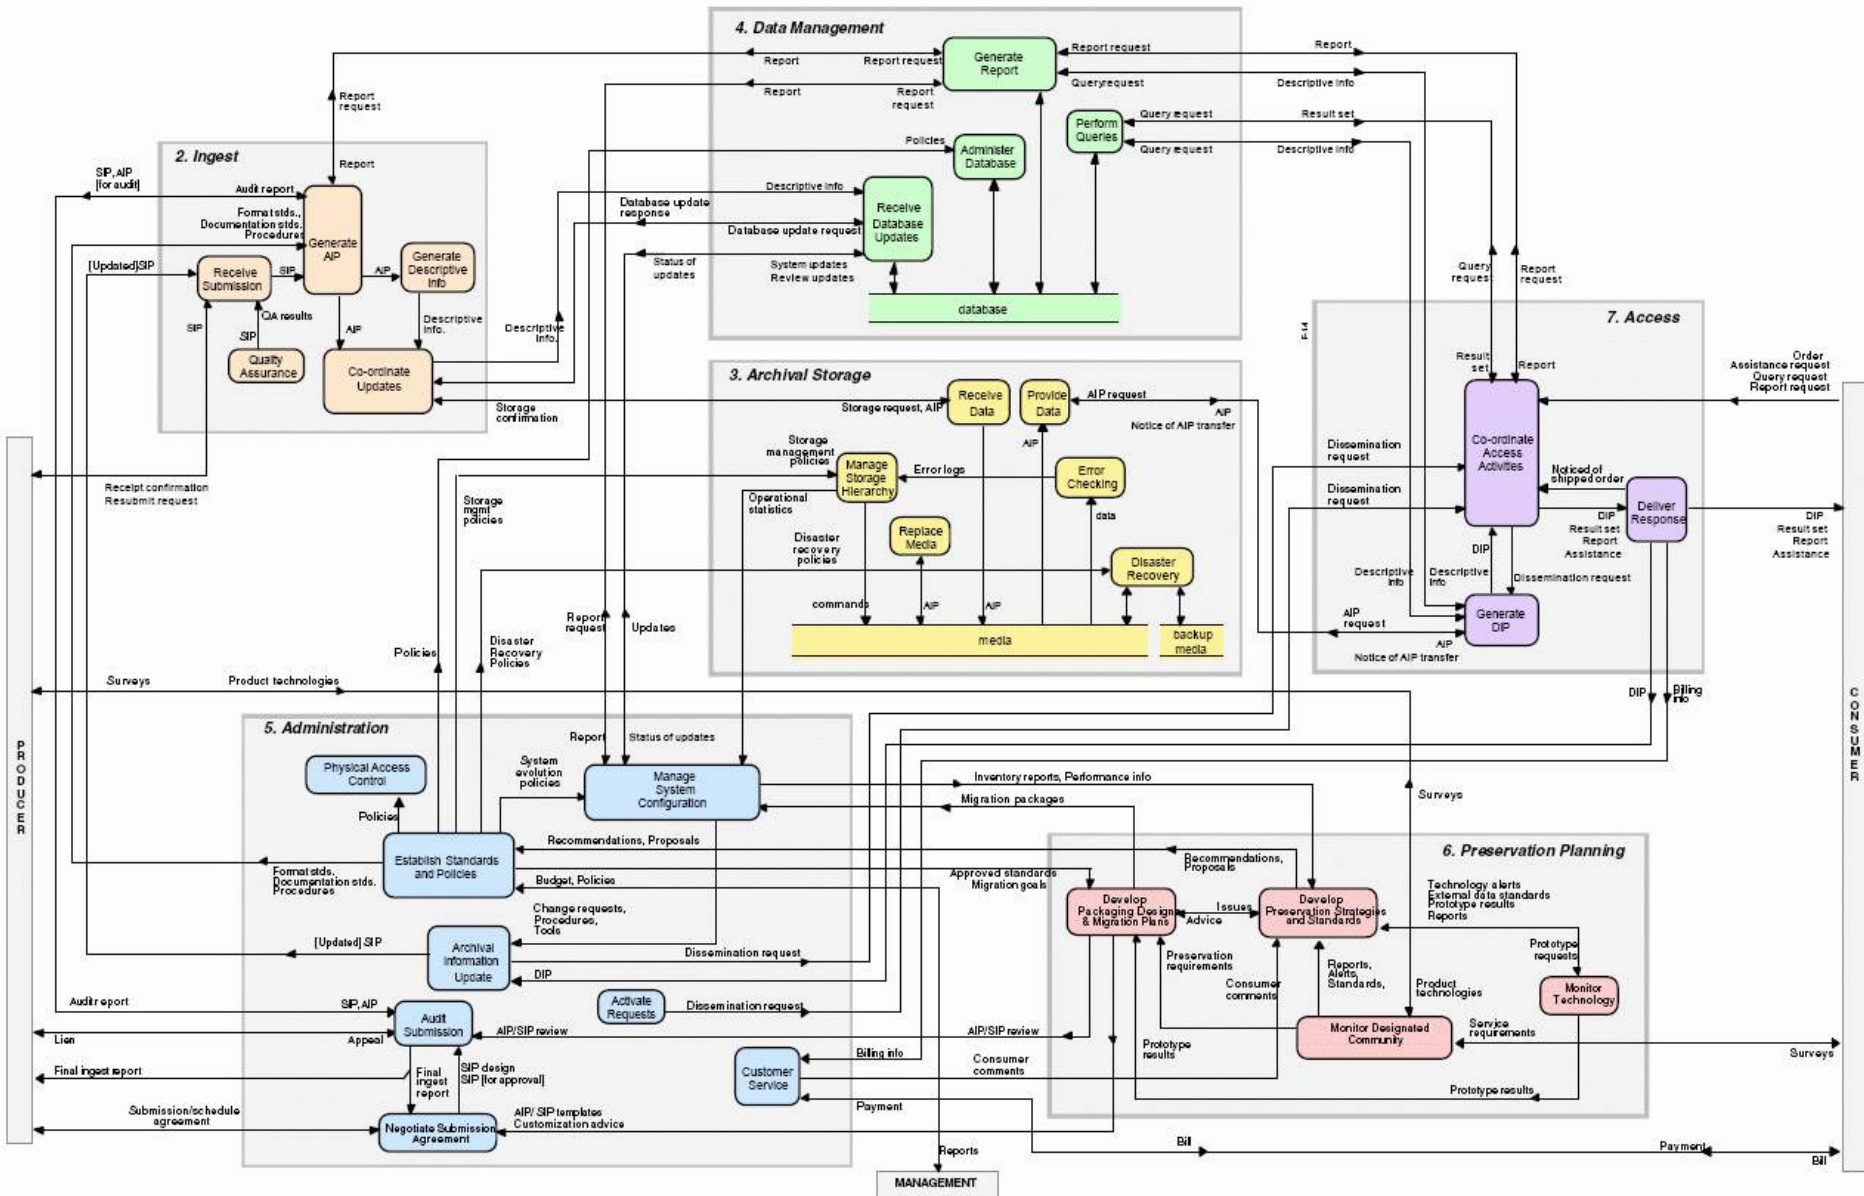 4. Data Management
Generate
Report
Report
Report request
Report request
Report
Report
Report
request
Queryrequest
Descriptive Info
Report
request
Perform
Queries
Query request
Result set
Query request
Descriptive Info
Policies
Administer
Database
2. Ingest
Report
SIP, AIP
[for audit]
Audit report
Format stds.,
Documentation stds.
Procedures
Generate
AIP
Generate
Descriptive
Info
[Updated]SIP
Receive
Submission
SIP
AIP
QA results
SIP
SIP
AIP
Descriptive
Info.
Quality
Assurance
Co-ordinate
Updates
Descriptive
Info.
Storage
confirmation
Descriptive Info
Database update
response
Database update request
Receive
Database
Updates
Status of
updates
System updates
Review updates
database
Query
request
Report
request
3. Archival Storage
Receive
Data
Provide
Data
Storage request, AIP
AIP request
AIP
Notice of AIP transfer
AIP
Storage
management
policies
Manage
Storage
Hierarchy
Error logs
Error
Checking
Operational
statistics
data
Replace
Media
Disaster
recovery
policies
Disaster
Recovery
commands
AIP
AIP
media
backup
media
7. Access
F-14
Result
set
Report
Order
Assistance request
Query request
Report request
Co-ordinate
Access
Activities
Dissemination
request
Dissemination
request
Noticed of
shipped order
Deliver
Response
DIP
Result set
Report
Assistance
DIP
Result set
Report
Assistance
DIP
Descriptive
Info
Descriptive
Info
Dissemination request
Generate
DIP
AIP
request
AIP
Notice of AIP transfer
DIP
Billing
info
PRODUCER
CONSUMER
Receipt confirmation
Resubmit request
Storage
mgmt
policies
Policies
Disaster
Recovery
Policies
Report
request
Updates
Surveys
Product technologies
5. Administration
Report
Status of updates
Physical Access
Control
System
evolution
policies
Manage
System
Configuration
Policies
Inventory reports, Performance info
Migration packages
Surveys
Establish Standards
and Policies
Recommendations, Proposals
Format stds.
Documentation stds.
Procedures
Budget, Policies
Change requests,
Procedures,
Tools
[Updated] SIP
Archival
Information
Update
Dissemination request
DIP
Activate
Requests
Dissemination request
Audit report
SIP, AIP
Audit
Submission
AIP/SIP review
AIP/SIP review
Lien
Appeal
Final ingest report
Final
ingest
report
SIP design
SIP [for approval]
Billing info
Customer
Service
Consumer
comments
Payment
Submission/schedule
agreement
Negotiate Submission
Agreement
AIP/ SIP templates
Customization advice
6. Preservation Planning
Recommendations,
Proposals
Approved standards
Migration goals
Develop
Packaging Designs
& Migration Plans
Issues
Advice
Develop
Preservation Strategies
and Standards
Technology alerts
External data standards
Prototype results
Reports
Prototype
requests
Preservation
requirements
Consumer
comments
Reports,
Alerts,
Standards,
Product
technologies
Monitor
Technology
Monitor Designated
Community
Service
requirements
Surveys
Prototype
results
Prototype results
Bill
Payment
Bill
Reports
MANAGEMENT